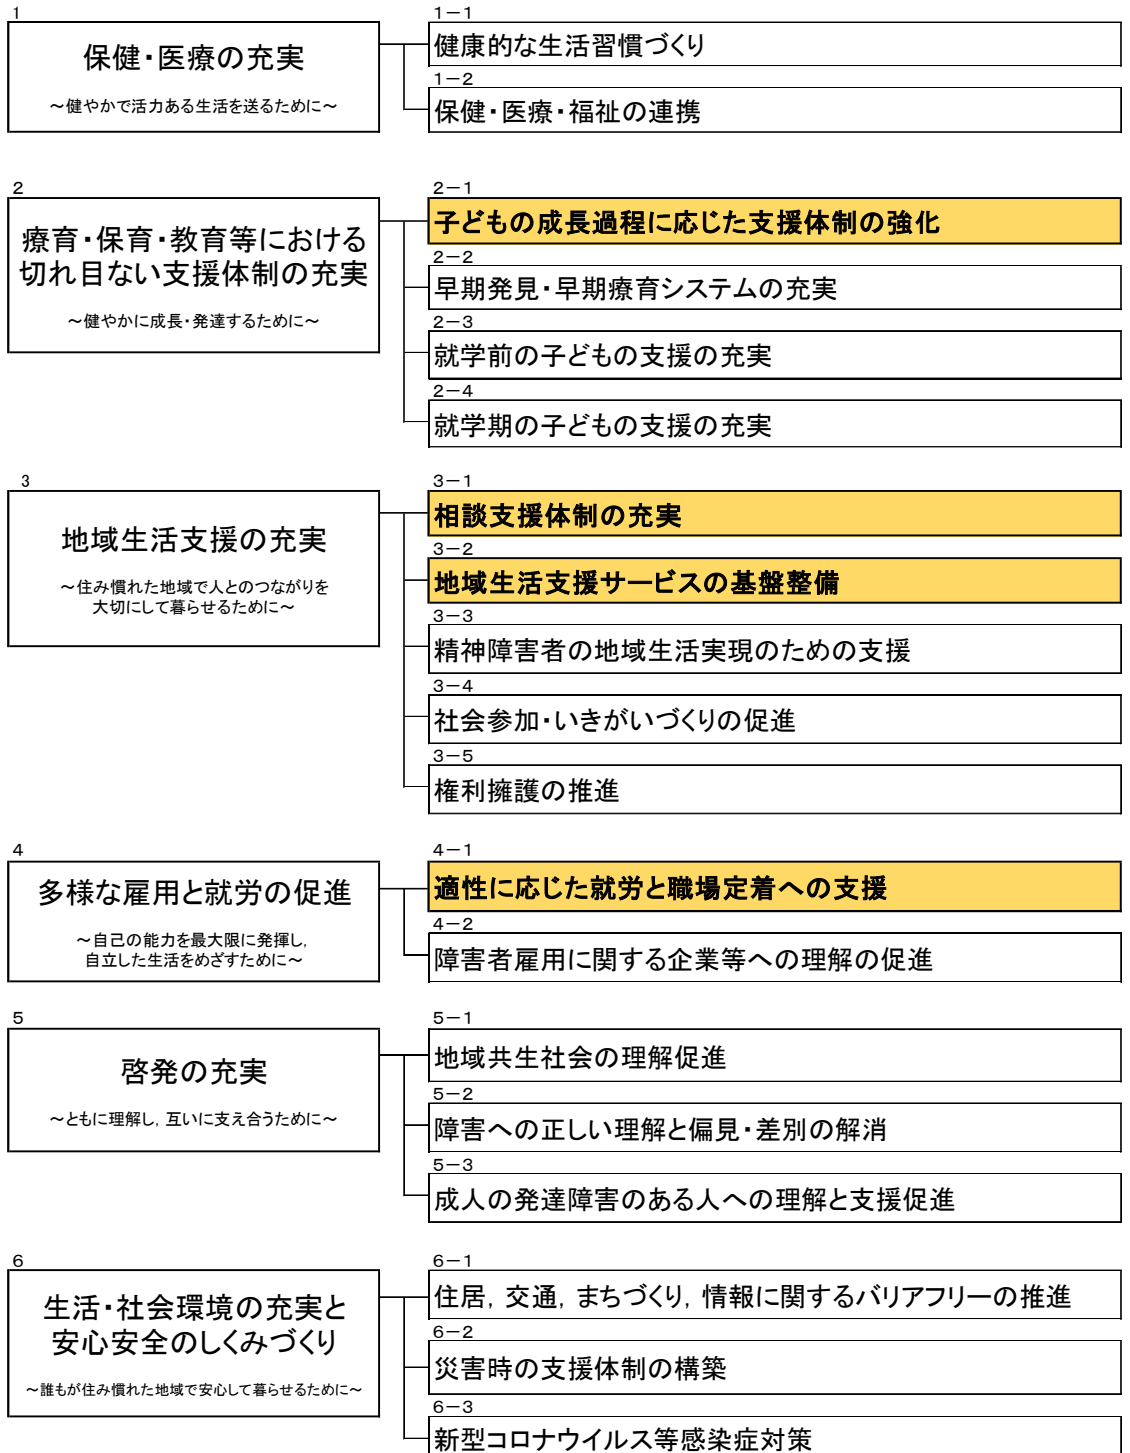 1
保健・医療の充実
～健やかで活力ある生活を送るために～
1－1
健康的な生活習慣づくり
1－2
保健・医療・福祉の連携
2
療育・保育・教育等における
切れ目ない支援体制の充実
～健やかに成長・発達するために～
2－1
子どもの成長過程に応じた支援体制の強化
2－2
早期発見・早期療育システムの充実
2－3
就学前の子どもの支援の充実
2－4
就学期の子どもの支援の充実
3
地域生活支援の充実
～住み慣れた地域で人とのつながりを
大切にして暮らせるために～
3－1
相談支援体制の充実
3－2
地域生活支援サービスの基盤整備
3－3
精神障害者の地域生活実現のための支援
3－4
社会参加・いきがいづくりの促進
3－5
権利擁護の推進
4
多様な雇用と就労の促進
～自己の能力を最大限に発揮し，
自立した生活をめざすために～
4－1
適性に応じた就労と職場定着への支援
4－2
障害者雇用に関する企業等への理解の促進
5
啓発の充実
～ともに理解し，互いに支え合うために～
5－1
地域共生社会の理解促進
5－2
障害への正しい理解と偏見・差別の解消
5－3
成人の発達障害のある人への理解と支援促進
6
生活・社会環境の充実と
安心安全のしくみづくり
～誰もが住み慣れた地域で安心して暮らせるために～
6－1
住居，交通，まちづくり，情報に関するバリアフリーの推進
6－2
災害時の支援体制の構築
6－3
新型コロナウイルス等感染症対策